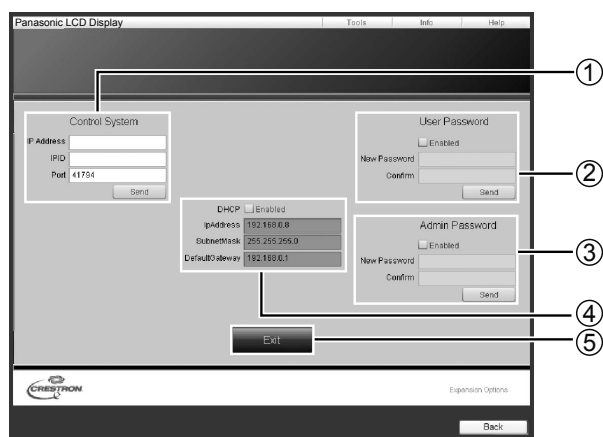 Panasonic LCD Display
Tools Info Help
①
Control System
IP Address
IPID
Port 41794
Send
User Password
Enabled
New Password
Confirm
Send
②
DHCP Enabled
IpAddress 192.168.0.8
SubnetMask 255.255.255.0
DefaultGateway 192.168.0.1
Admin Password
Enabled
New Password
Confirm
Send
③
④
Exit
⑤
CRESTRON
Expansion Options
Back